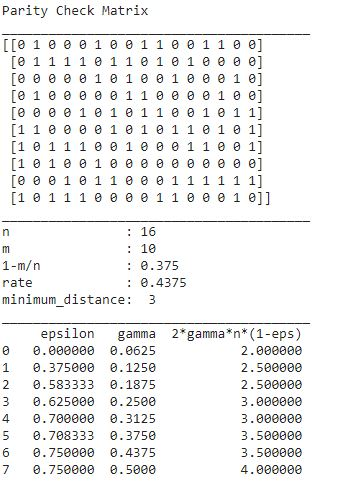 Parity Check Matrix
[[0 1 0 0 0 1 0 0 1 1 0 0 1 1 0 0]
[0 1 1 1 1 0 1 1 0 1 0 1 0 0 0 0]
[0 0 0 0 0 1 0 1 0 0 1 0 0 0 1 0]
[0 1 0 0 0 0 0 1 1 0 0 0 0 1 0 0]
[0 0 0 0 1 0 1 0 1 1 0 0 1 0 1 1]
[1 1 0 0 0 0 1 0 1 0 1 1 0 1 0 1]
[1 0 1 1 1 0 0 1 0 0 0 1 1 0 0 1]
[1 0 1 0 0 1 0 0 0 0 0 0 0 0 0 0]
[0 0 0 1 0 1 1 0 0 0 1 1 1 1 1 1]
[1 0 1 1 1 0 0 0 0 1 1 0 0 0 1 0]]
n : 16
m : 10
1-m/n : 0.375
rate : 0.4375
minimum_distance: 3
epsilon gamma 2*gamma*n*(1-eps)
0 0.000000 0.0625 2.000000
1 0.375000 0.1250 2.500000
2 0.583333 0.1875 2.500000
3 0.625000 0.2500 3.000000
4 0.700000 0.3125 3.000000
5 0.708333 0.3750 3.500000
6 0.750000 0.4375 3.500000
7 0.750000 0.5000 4.000000